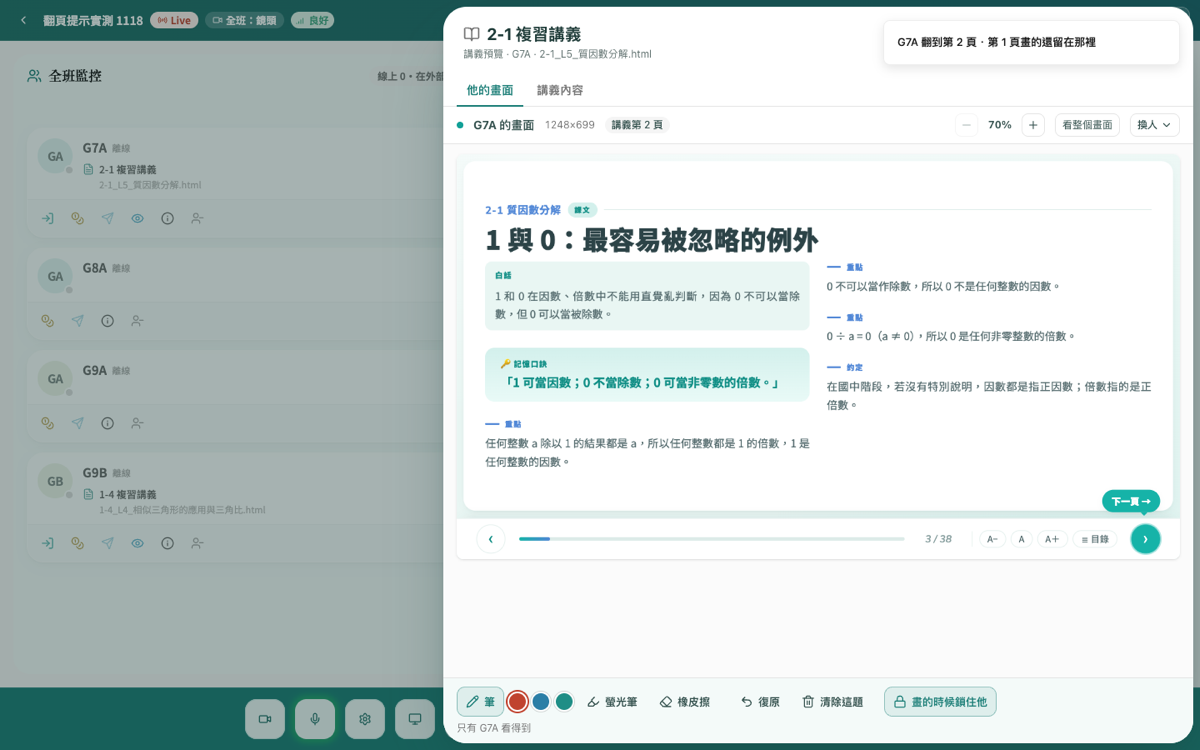 翻頁提示實測 1118
Live
全班：鏡頭
良好
全班監控
線上 0・在外部
GA
G7A 離線
2-1 複習講義
2-1_L5_質因數分解.html
GA
G8A 離線
GA
G9A 離線
GB
G9B 離線
1-4 複習講義
1-4_L4_相似三角形的應用與三角比.html
2-1 複習講義
講義預覽 · G7A · 2-1_L5_質因數分解.html
G7A 翻到第 2 頁 · 第 1 頁畫的還留在那裡
他的畫面
講義內容
G7A 的畫面
1248×699
講義第 2 頁
70%
看整個畫面
換人
2-1 質因數分解
課文
1 與 0：最容易被忽略的例外
白話
1 和 0 在因數、倍數中不能用直覺亂判斷，因為 0 不可以當除
數，但 0 可以當被除數。
記憶口訣
「1 可當因數；0 不當除數；0 可當非零數的倍數。」
重點
任何整數 a 除以 1 的結果都是 a，所以任何整數都是 1 的倍數，1 是
任何整數的因數。
重點
0 不可以當作除數，所以 0 不是任何整數的因數。
重點
0 ÷ a = 0（a ≠ 0），所以 0 是任何非零整數的倍數。
約定
在國中階段，若沒有特別說明，因數都是指正因數；倍數指的是正
倍數。
下一頁 →
3 / 38
A−
A
A＋
≡ 目錄
筆
螢光筆
橡皮擦
復原
清除這題
畫的時候鎖住他
只有 G7A 看得到